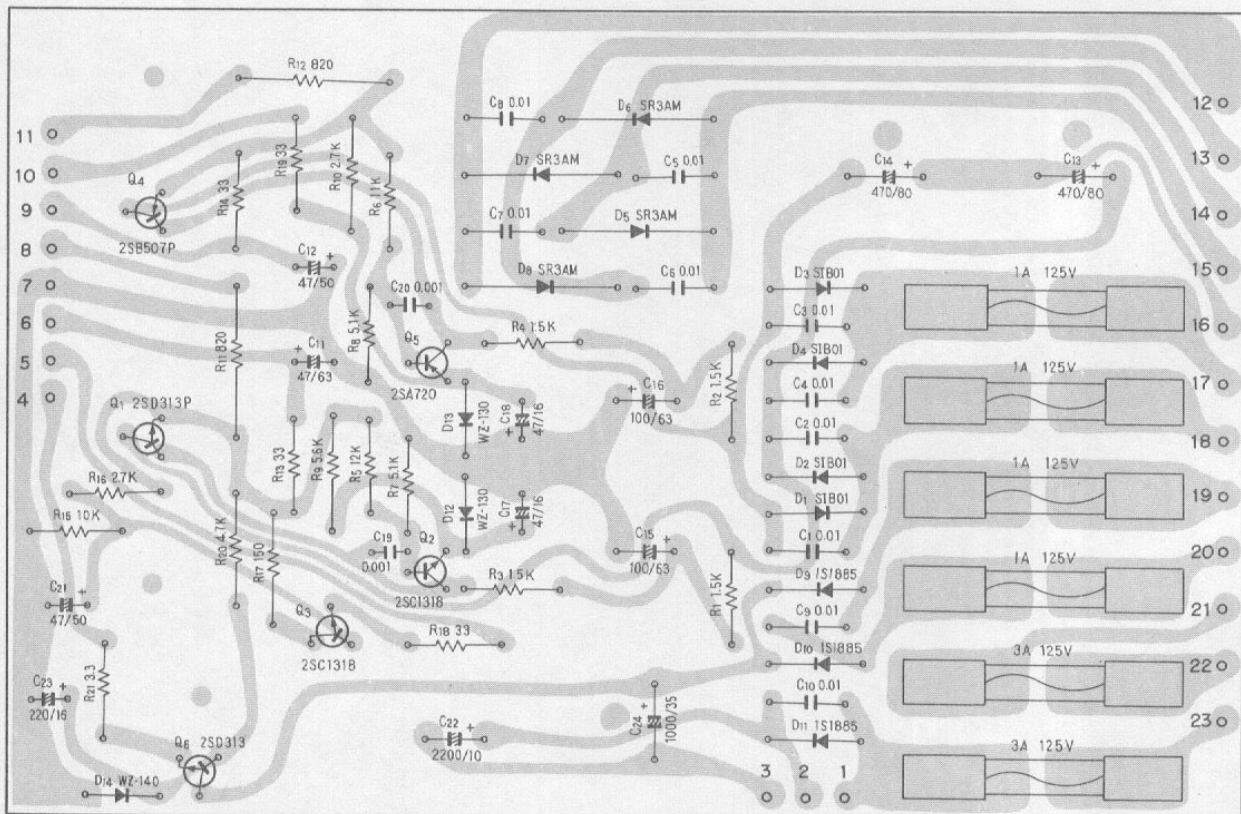 R12 820
C8 0.01
D6 SR3AM
12
11
10
9
8
7
6
5
4
Q4
2SB507P
R14 33
R19 33
R10 2.7K
R6 11K
D7 SR3AM
C5 0.01
C7 0.01
D5 SR3AM
D8 SR3AM
C6 0.01
C14 +
470/80
C13 +
470/80
13
14
15
16
17
18
19
20
21
22
23
C12 +
47/50
C20 0.001
R8 5.1K
Q5
2SA720
R4 1.5K
R11 820
C11 +
47/63
D3 SIB01
C3 0.01
D4 SIB01
C4 0.01
C2 0.01
D2 SIB01
D1 SIB01
C1 0.01
D9 1S1885
C9 0.01
D10 1S1885
C10 0.01
D11 1S1885
1A 125V
1A 125V
1A 125V
1A 125V
3A 125V
3A 125V
Q1 2SD313P
R16 2.7K
R15 10K
R13 33
R9 5.6K
R5 12K
R7 5.1K
D13 WZ-130
C18 47/16 +
D12 WZ-130
C17 47/16 +
+ C16
100/63
R2 1.5K
C15 +
100/63
R1 1.5K
R20 4.7K
R17 150
C19
0.001
Q2
2SC1318
R3 1.5K
C21 +
47/50
Q3
2SC1318
R18 33
R21 3.3
C23 +
220/16
Q6 2SD313
D14 WZ-140
C22 +
2200/10
C24 1000/35 +
3 2 1